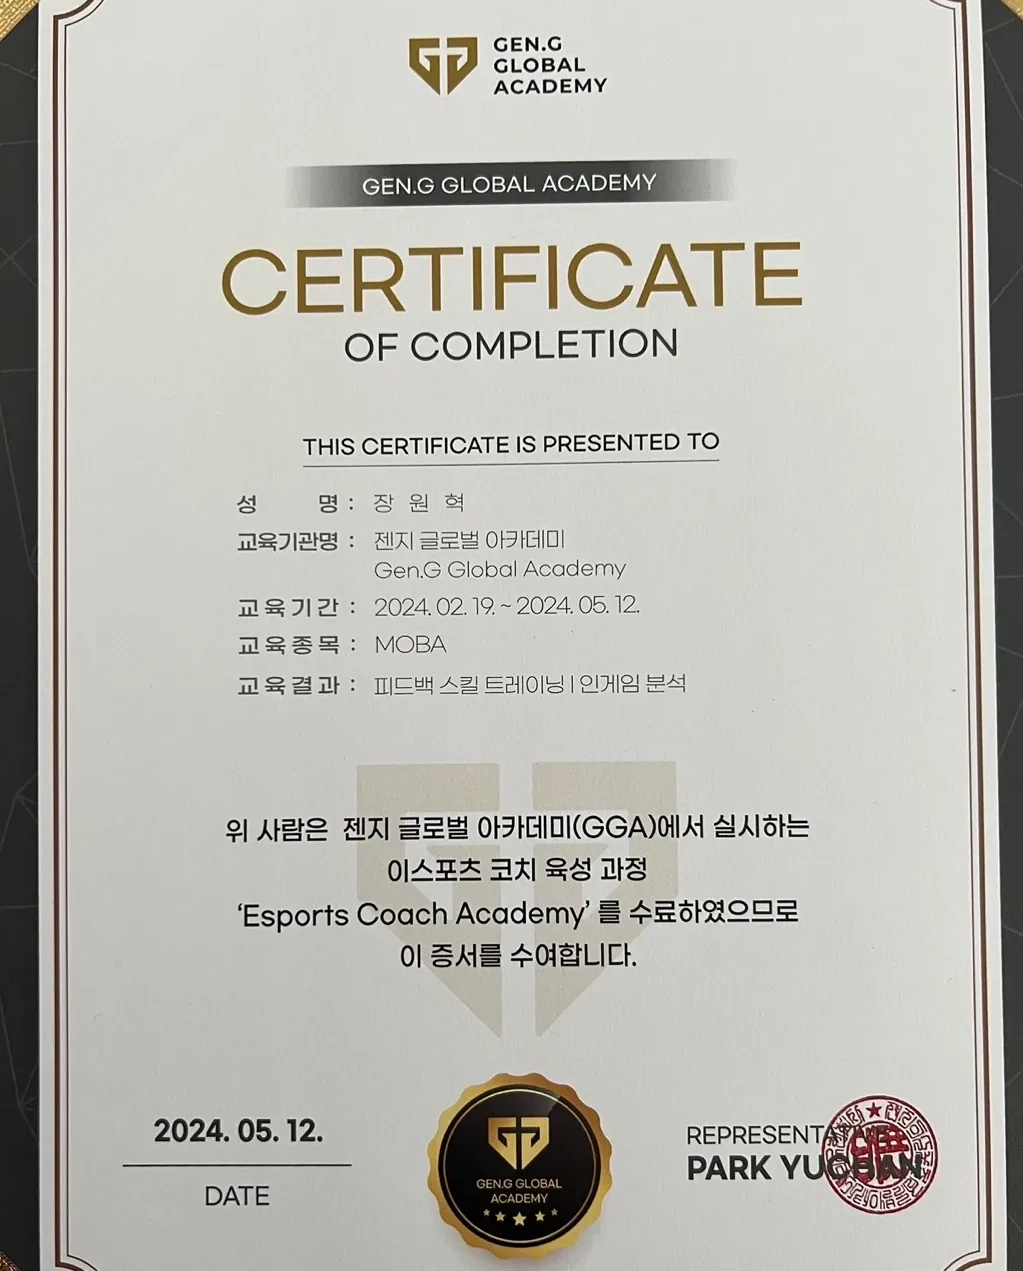 GEN.G
GLOBAL
ACADEMY
GEN.G GLOBAL ACADEMY
CERTIFICATE
OF COMPLETION
THIS CERTIFICATE IS PRESENTED TO
성 명 : 장 원 혁
교육기관명 : 젠지 글로벌 아카데미
Gen.G Global Academy
교육기간 : 2024. 02. 19. ~ 2024. 05. 12.
교육종목 : MOBA
교육결과 : 피드백 스킬 트레이닝 | 인게임 분석
위 사람은 젠지 글로벌 아카데미(GGA)에서 실시하는
이스포츠 코치 육성 과정
‘Esports Coach Academy’ 를 수료하였으므로
이 증서를 수여합니다.
2024. 05. 12.
DATE
GEN.G GLOBAL
ACADEMY
REPRESENTATIVE
PARK YUCHAN